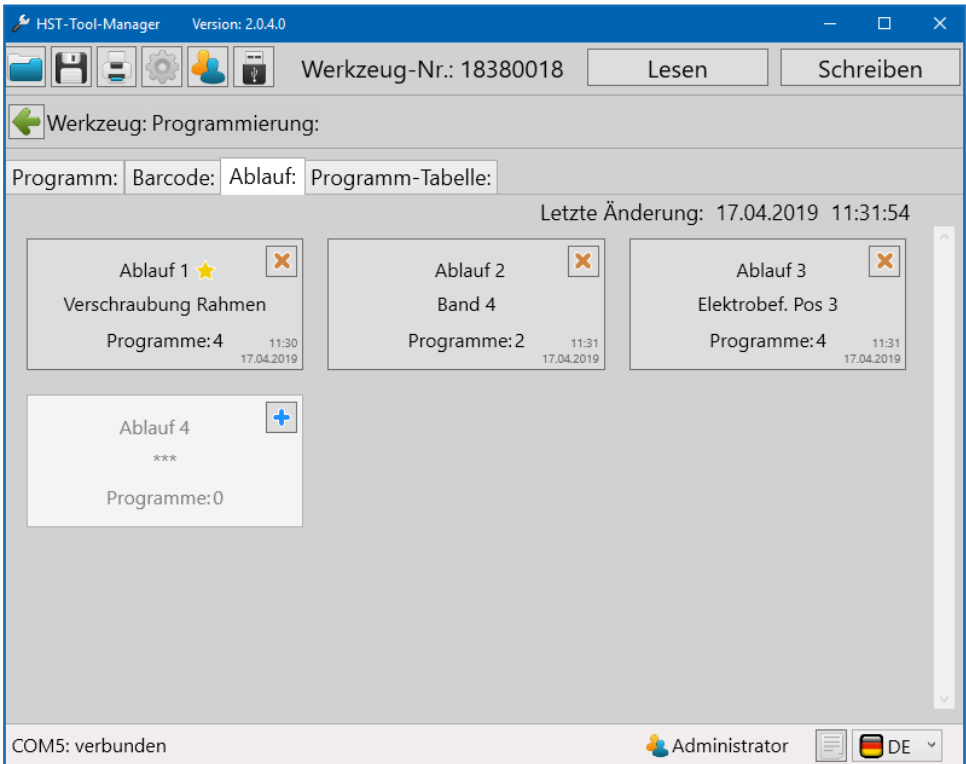 HST-Tool-Manager Version: 2.0.4.0
Werkzeug-Nr.: 18380018 Lesen Schreiben
Werkzeug: Programmierung:
Programm: Barcode: Ablauf: Programm-Tabelle:
Letzte Änderung: 17.04.2019 11:31:54
Ablauf 1
Verschraubung Rahmen
Programme: 4
11:30
17.04.2019
Ablauf 2
Band 4
Programme: 2
11:31
17.04.2019
Ablauf 3
Elektrobef. Pos 3
Programme: 4
11:31
17.04.2019
Ablauf 4
***
Programme: 0
COM5: verbunden Administrator DE